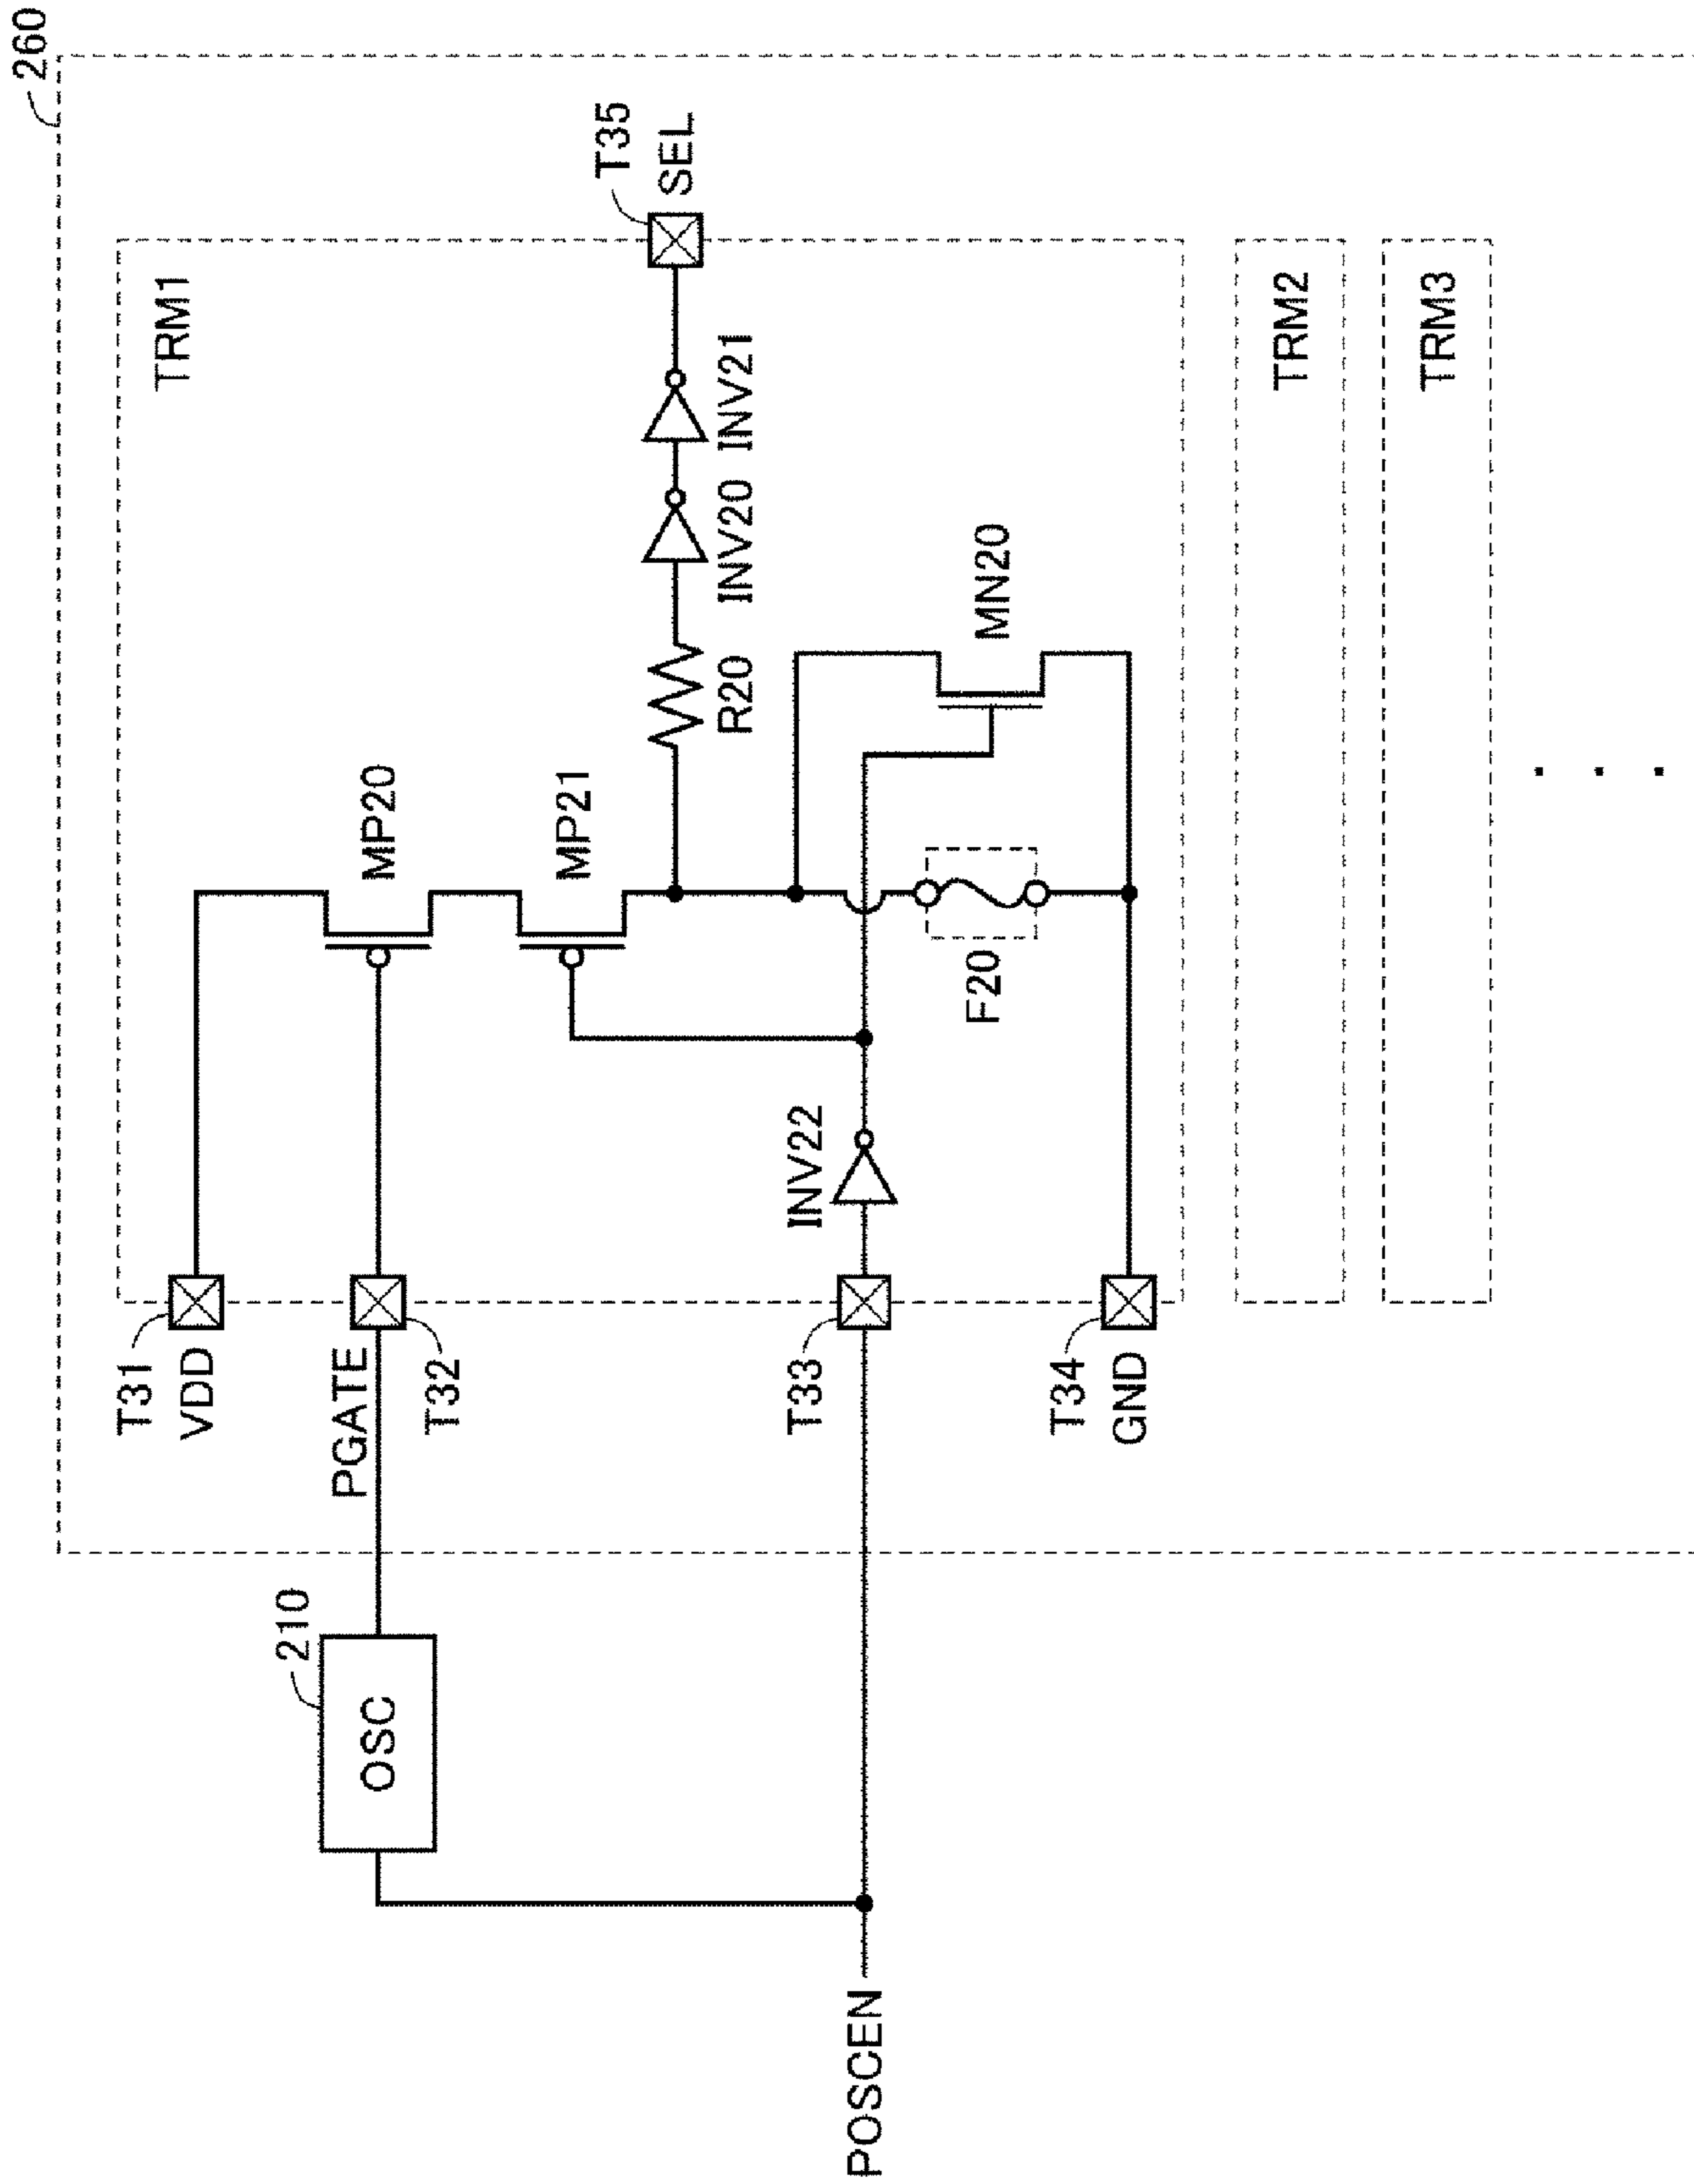 260
T31
VDD
TRM1
210
OSC
PGATE
T32
MP20
MP21
T35
SEL
R20
INV20
INV21
INV22
T33
POSCEN
MN20
F20
T34
GND
TRM2
TRM3